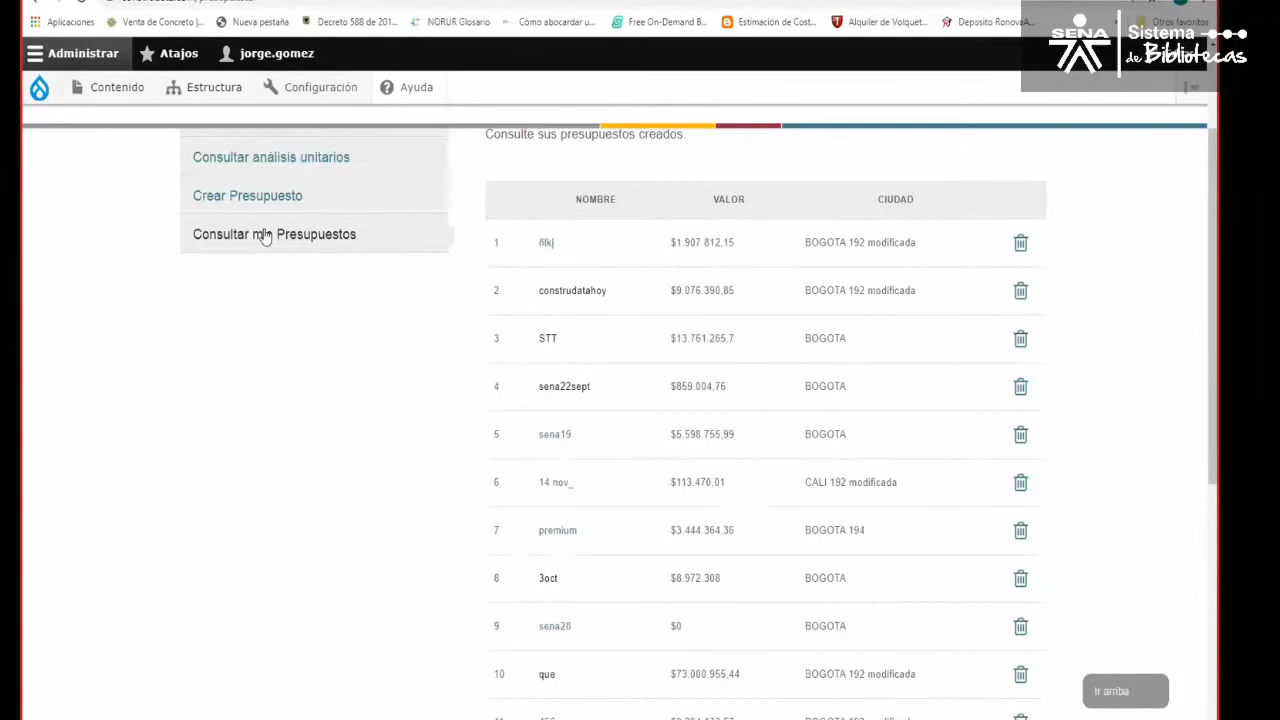 Aplicaciones Venta de Concreto |... Nueva pestaña Decreto 588 de 201... NORUR Glosario Cómo abocardar u... Free On-Demand B... Estimación de Cost... Alquiler de Volquet... Deposito RenovaA... Otros favoritos
SENA Sistema de Bibliotecas
Administrar Atajos jorge.gomez
Contenido Estructura Configuración Ayuda
Consulte sus presupuestos creados
Consultar análisis unitarios
Crear Presupuesto
Consultar mis Presupuestos
NOMBRE VALOR CIUDAD
1 ñlkj $1.907.812,15 BOGOTA 192 modificada
2 construdatahoy $9.076.390,85 BOGOTA 192 modificada
3 STT $13.761.265,7 BOGOTA
4 sena22sept $859.004,76 BOGOTA
5 sena19 $5.598.755,99 BOGOTA
6 14 nov_ $113.470,01 CALI 192 modificada
7 premium $3.444.364,36 BOGOTA 194
8 3oct $8.972.308 BOGOTA
9 sena28 $0 BOGOTA
10 que $73.000.955,44 BOGOTA 192 modificada
Ir arriba